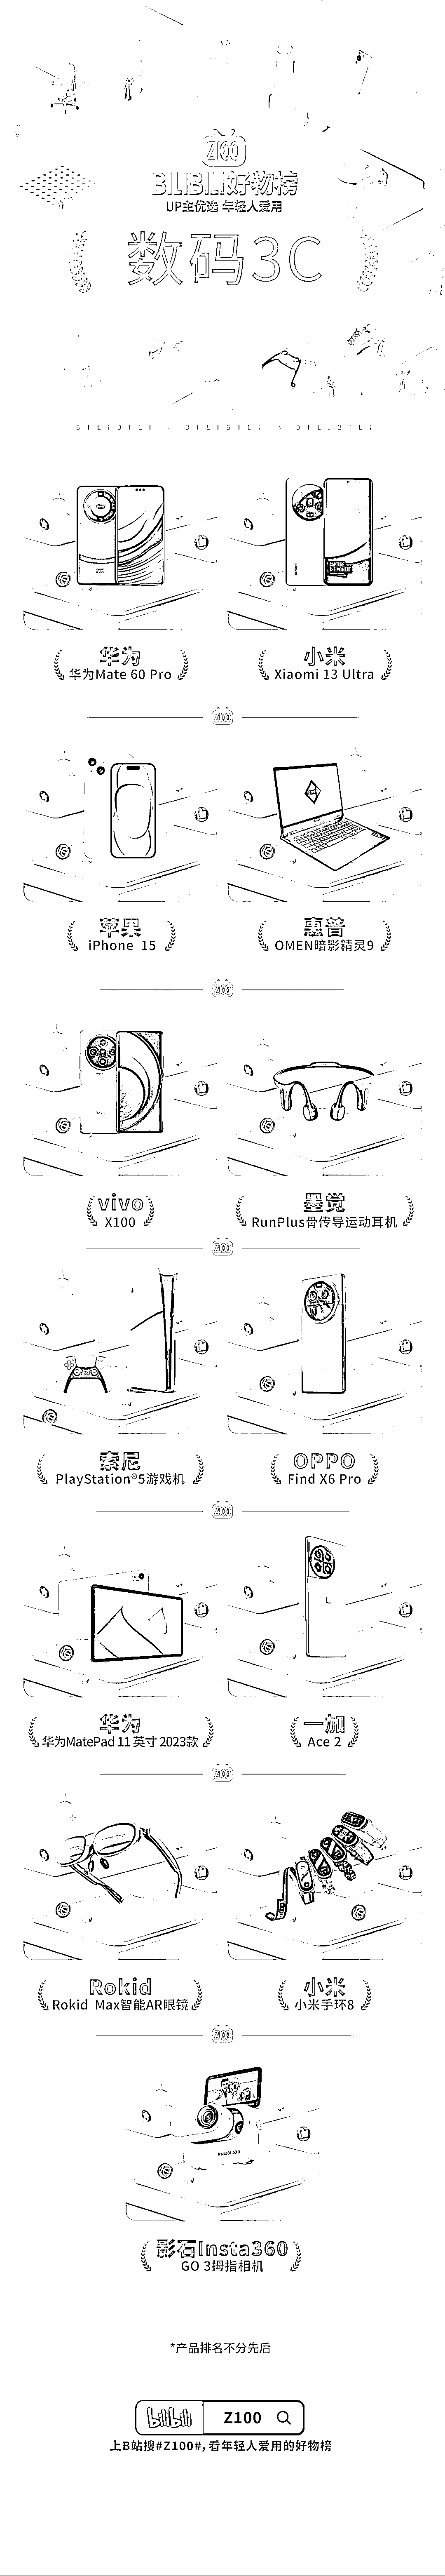 Z100
BILIBILI好物榜
UP主优选 年轻人爱用
数码3C
BILIBILI · BILIBILI · BILIBILI
华为
华为Mate 60 Pro
小米
Xiaomi 13 Ultra
Z100
苹果
iPhone 15
惠普
OMEN暗影精灵9
Z100
vivo
X100
墨觉
RunPlus骨传导运动耳机
Z100
索尼
PlayStation®5游戏机
OPPO
Find X6 Pro
Z100
华为
华为MatePad 11 英寸 2023款
一加
Ace 2
Z100
Rokid
Rokid Max智能AR眼镜
小米
小米手环8
Z100
影石Insta360
GO 3拇指相机
*产品排名不分先后
bilibili Z100
上B站搜#Z100#, 看年轻人爱用的好物榜